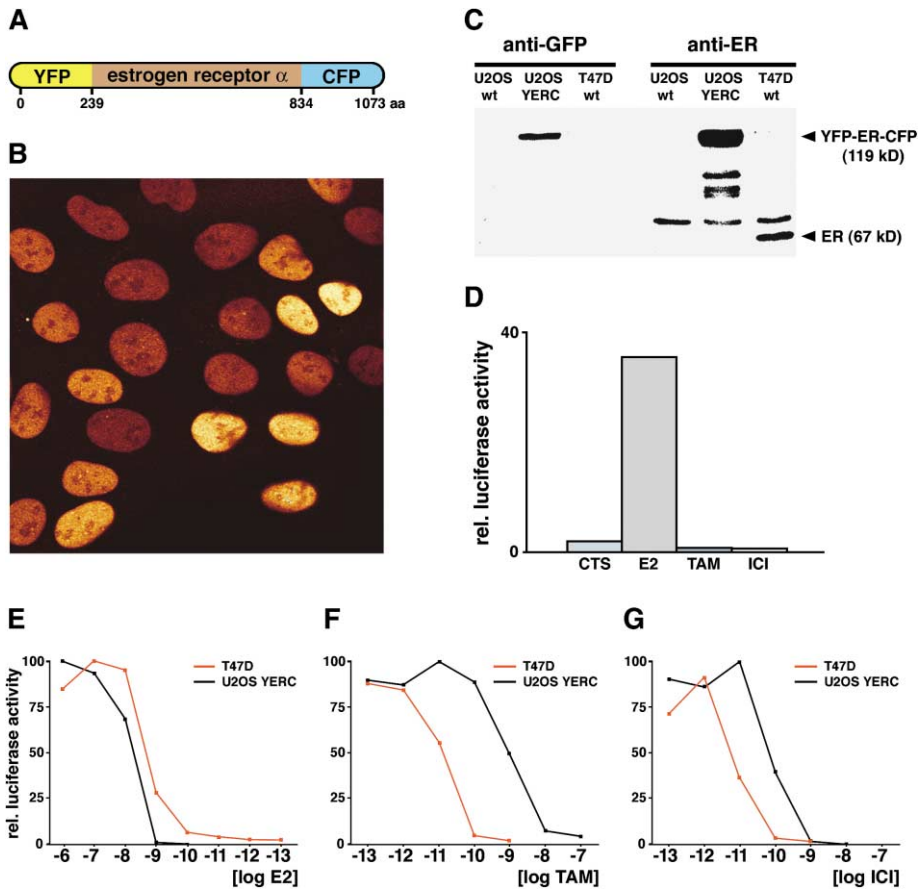 A
YFP estrogen receptor α CFP
0 239 834 1073 aa
B
C
anti-GFP anti-ER
U2OS wt U2OS YERC T47D wt U2OS wt U2OS YERC T47D wt
YFP-ER-CFP
(119 kD)
ER (67 kD)
D
rel. luciferase activity
40
0
CTS E2 TAM ICI
E
rel. luciferase activity
100
75
50
25
0
T47D
U2OS YERC
-6 -7 -8 -9 -10 -11 -12 -13
[log E2]
F
100
75
50
25
0
T47D
U2OS YERC
-13 -12 -11 -10 -9 -8 -7
[log TAM]
G
100
75
50
25
0
T47D
U2OS YERC
-13 -12 -11 -10 -9 -8 -7
[log ICI]